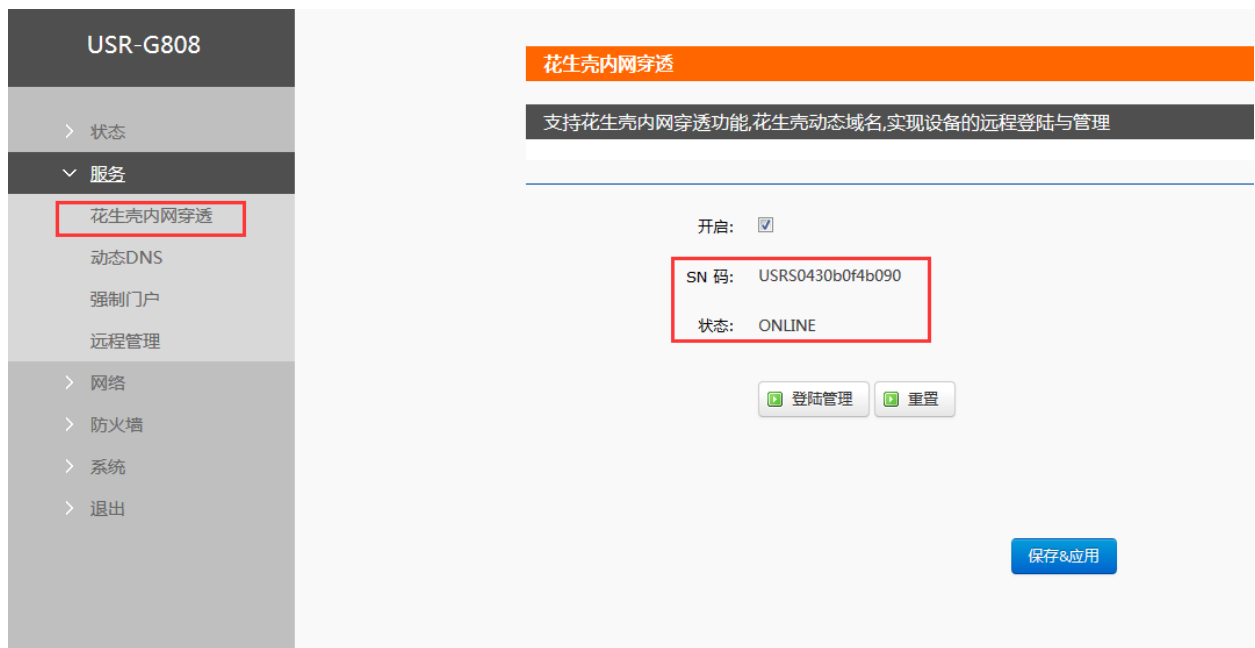 USR-G808
状态
服务
花生壳内网穿透
动态DNS
强制门户
远程管理
网络
防火墙
系统
退出
花生壳内网穿透
支持花生壳内网穿透功能,花生壳动态域名,实现设备的远程登陆与管理
开启:
SN 码: USRS0430b0f4b090
状态: ONLINE
登陆管理 重置
保存&应用